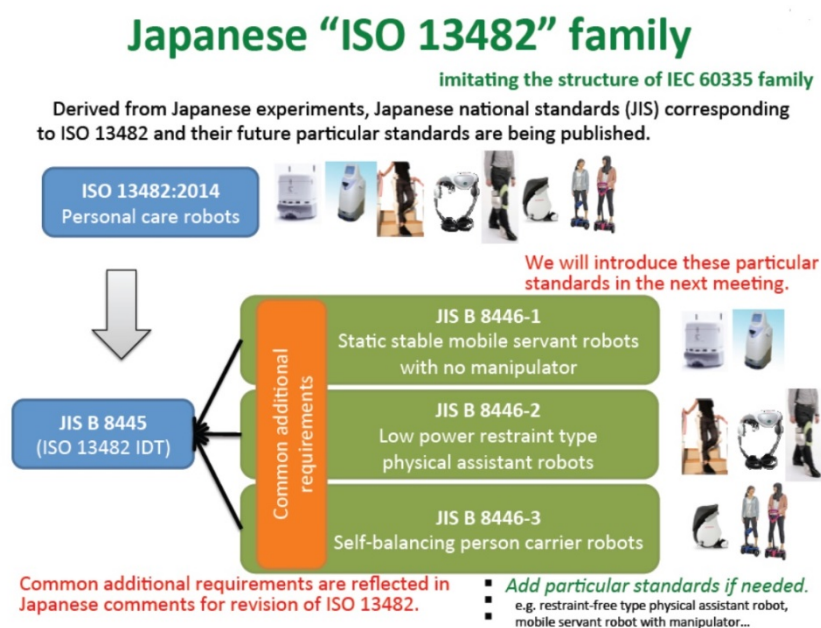 Japanese “ISO 13482” family
imitating the structure of IEC 60335 family
Derived from Japanese experiments, Japanese national standards (JIS) corresponding
to ISO 13482 and their future particular standards are being published.
ISO 13482:2014
Personal care robots
We will introduce these particular
standards in the next meeting.
JIS B 8445
(ISO 13482 IDT)
Common additional
requirements
JIS B 8446-1
Static stable mobile servant robots
with no manipulator
JIS B 8446-2
Low power restraint type
physical assistant robots
JIS B 8446-3
Self-balancing person carrier robots
Common additional requirements are reflected in
Japanese comments for revision of ISO 13482.
Add particular standards if needed.
e.g. restraint-free type physical assistant robot,
mobile servant robot with manipulator...